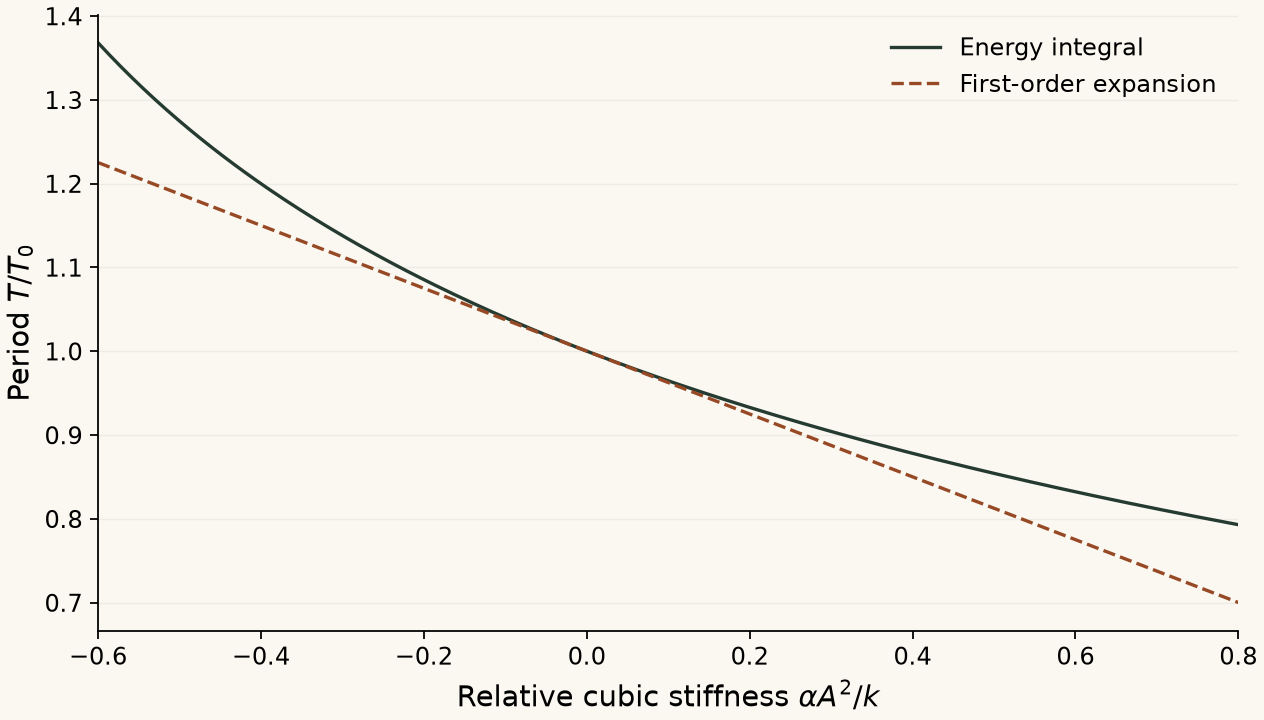 1.4
1.3
1.2
1.1
1.0
0.9
0.8
0.7
Period T/T₀
Energy integral
First-order expansion
−0.6 −0.4 −0.2 0.0 0.2 0.4 0.6 0.8
Relative cubic stiffness αA²/k